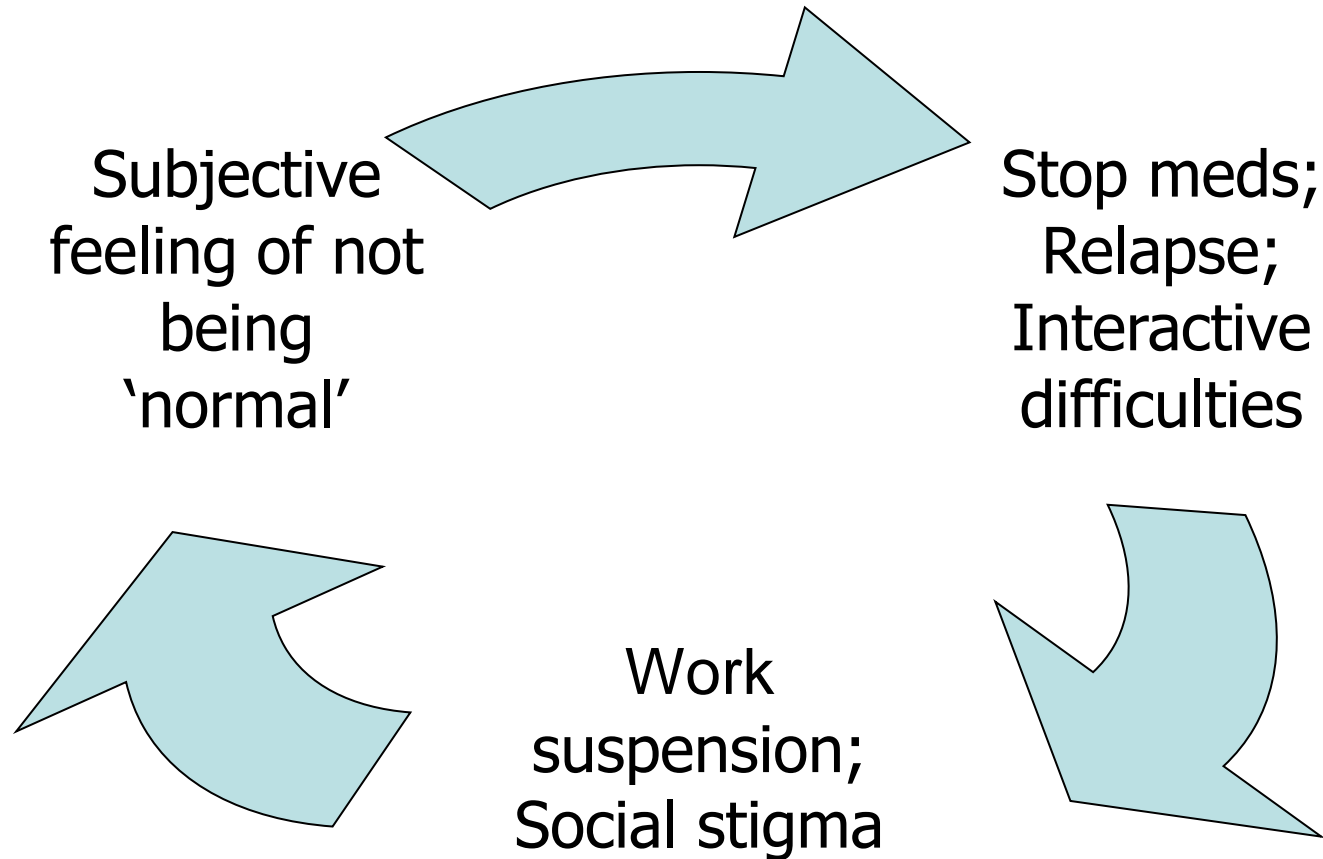 Subjective
feeling of not
being
‘normal’
Stop meds;
Relapse;
Interactive
difficulties
Work
suspension;
Social stigma